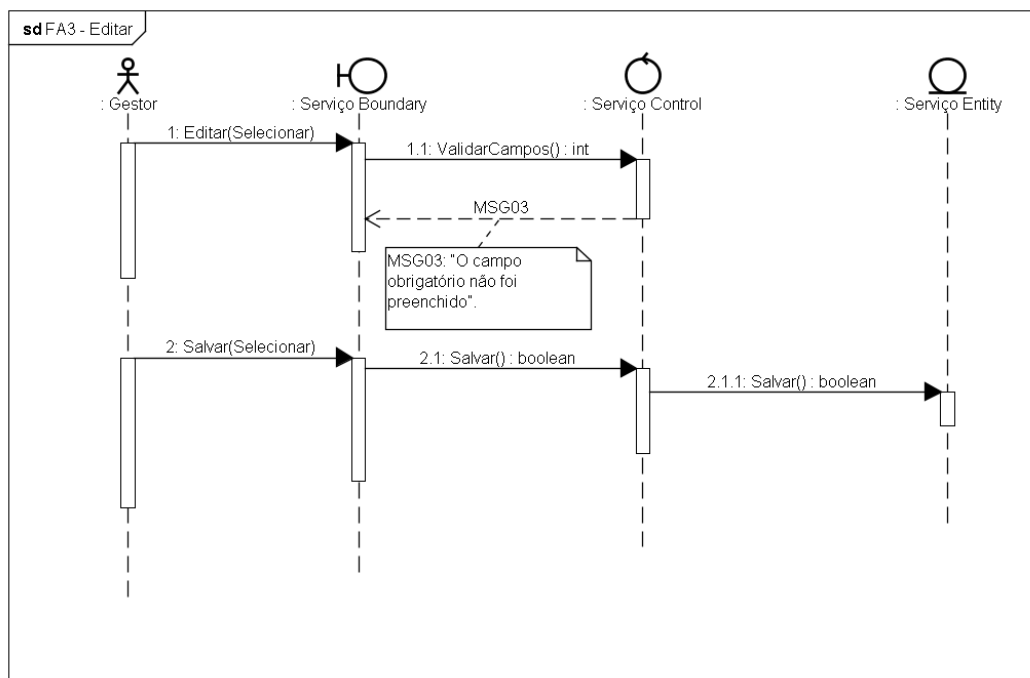 sd FA3 - Editar
: Gestor
: Serviço Boundary
: Serviço Control
: Serviço Entity
1: Editar(Selecionar)
1.1: ValidarCampos() : int
MSG03
MSG03: "O campo
obrigatório não foi
preenchido".
2: Salvar(Selecionar)
2.1: Salvar() : boolean
2.1.1: Salvar() : boolean